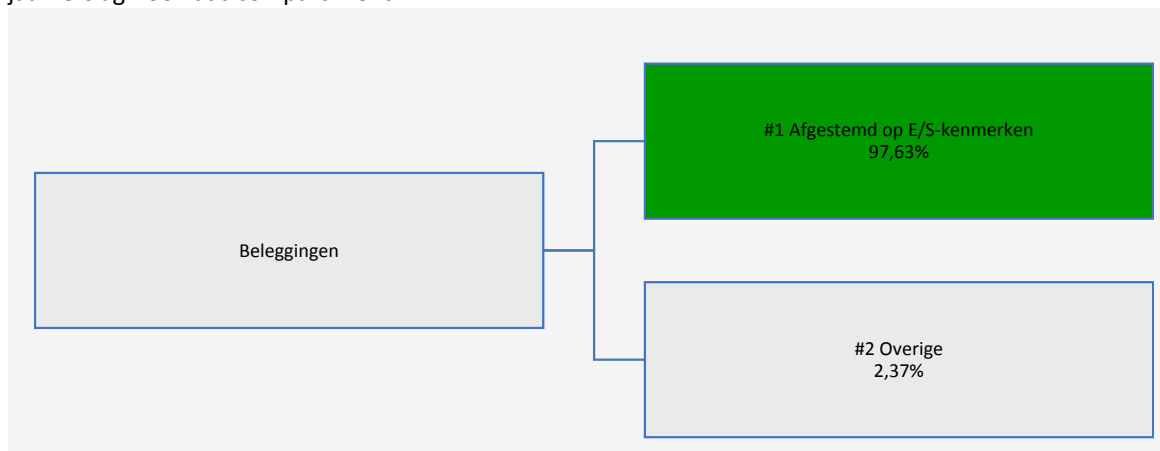 Beleggingen
#1 Afgestemd op E/S-kenmerken
97,63%
#2 Overige
2,37%